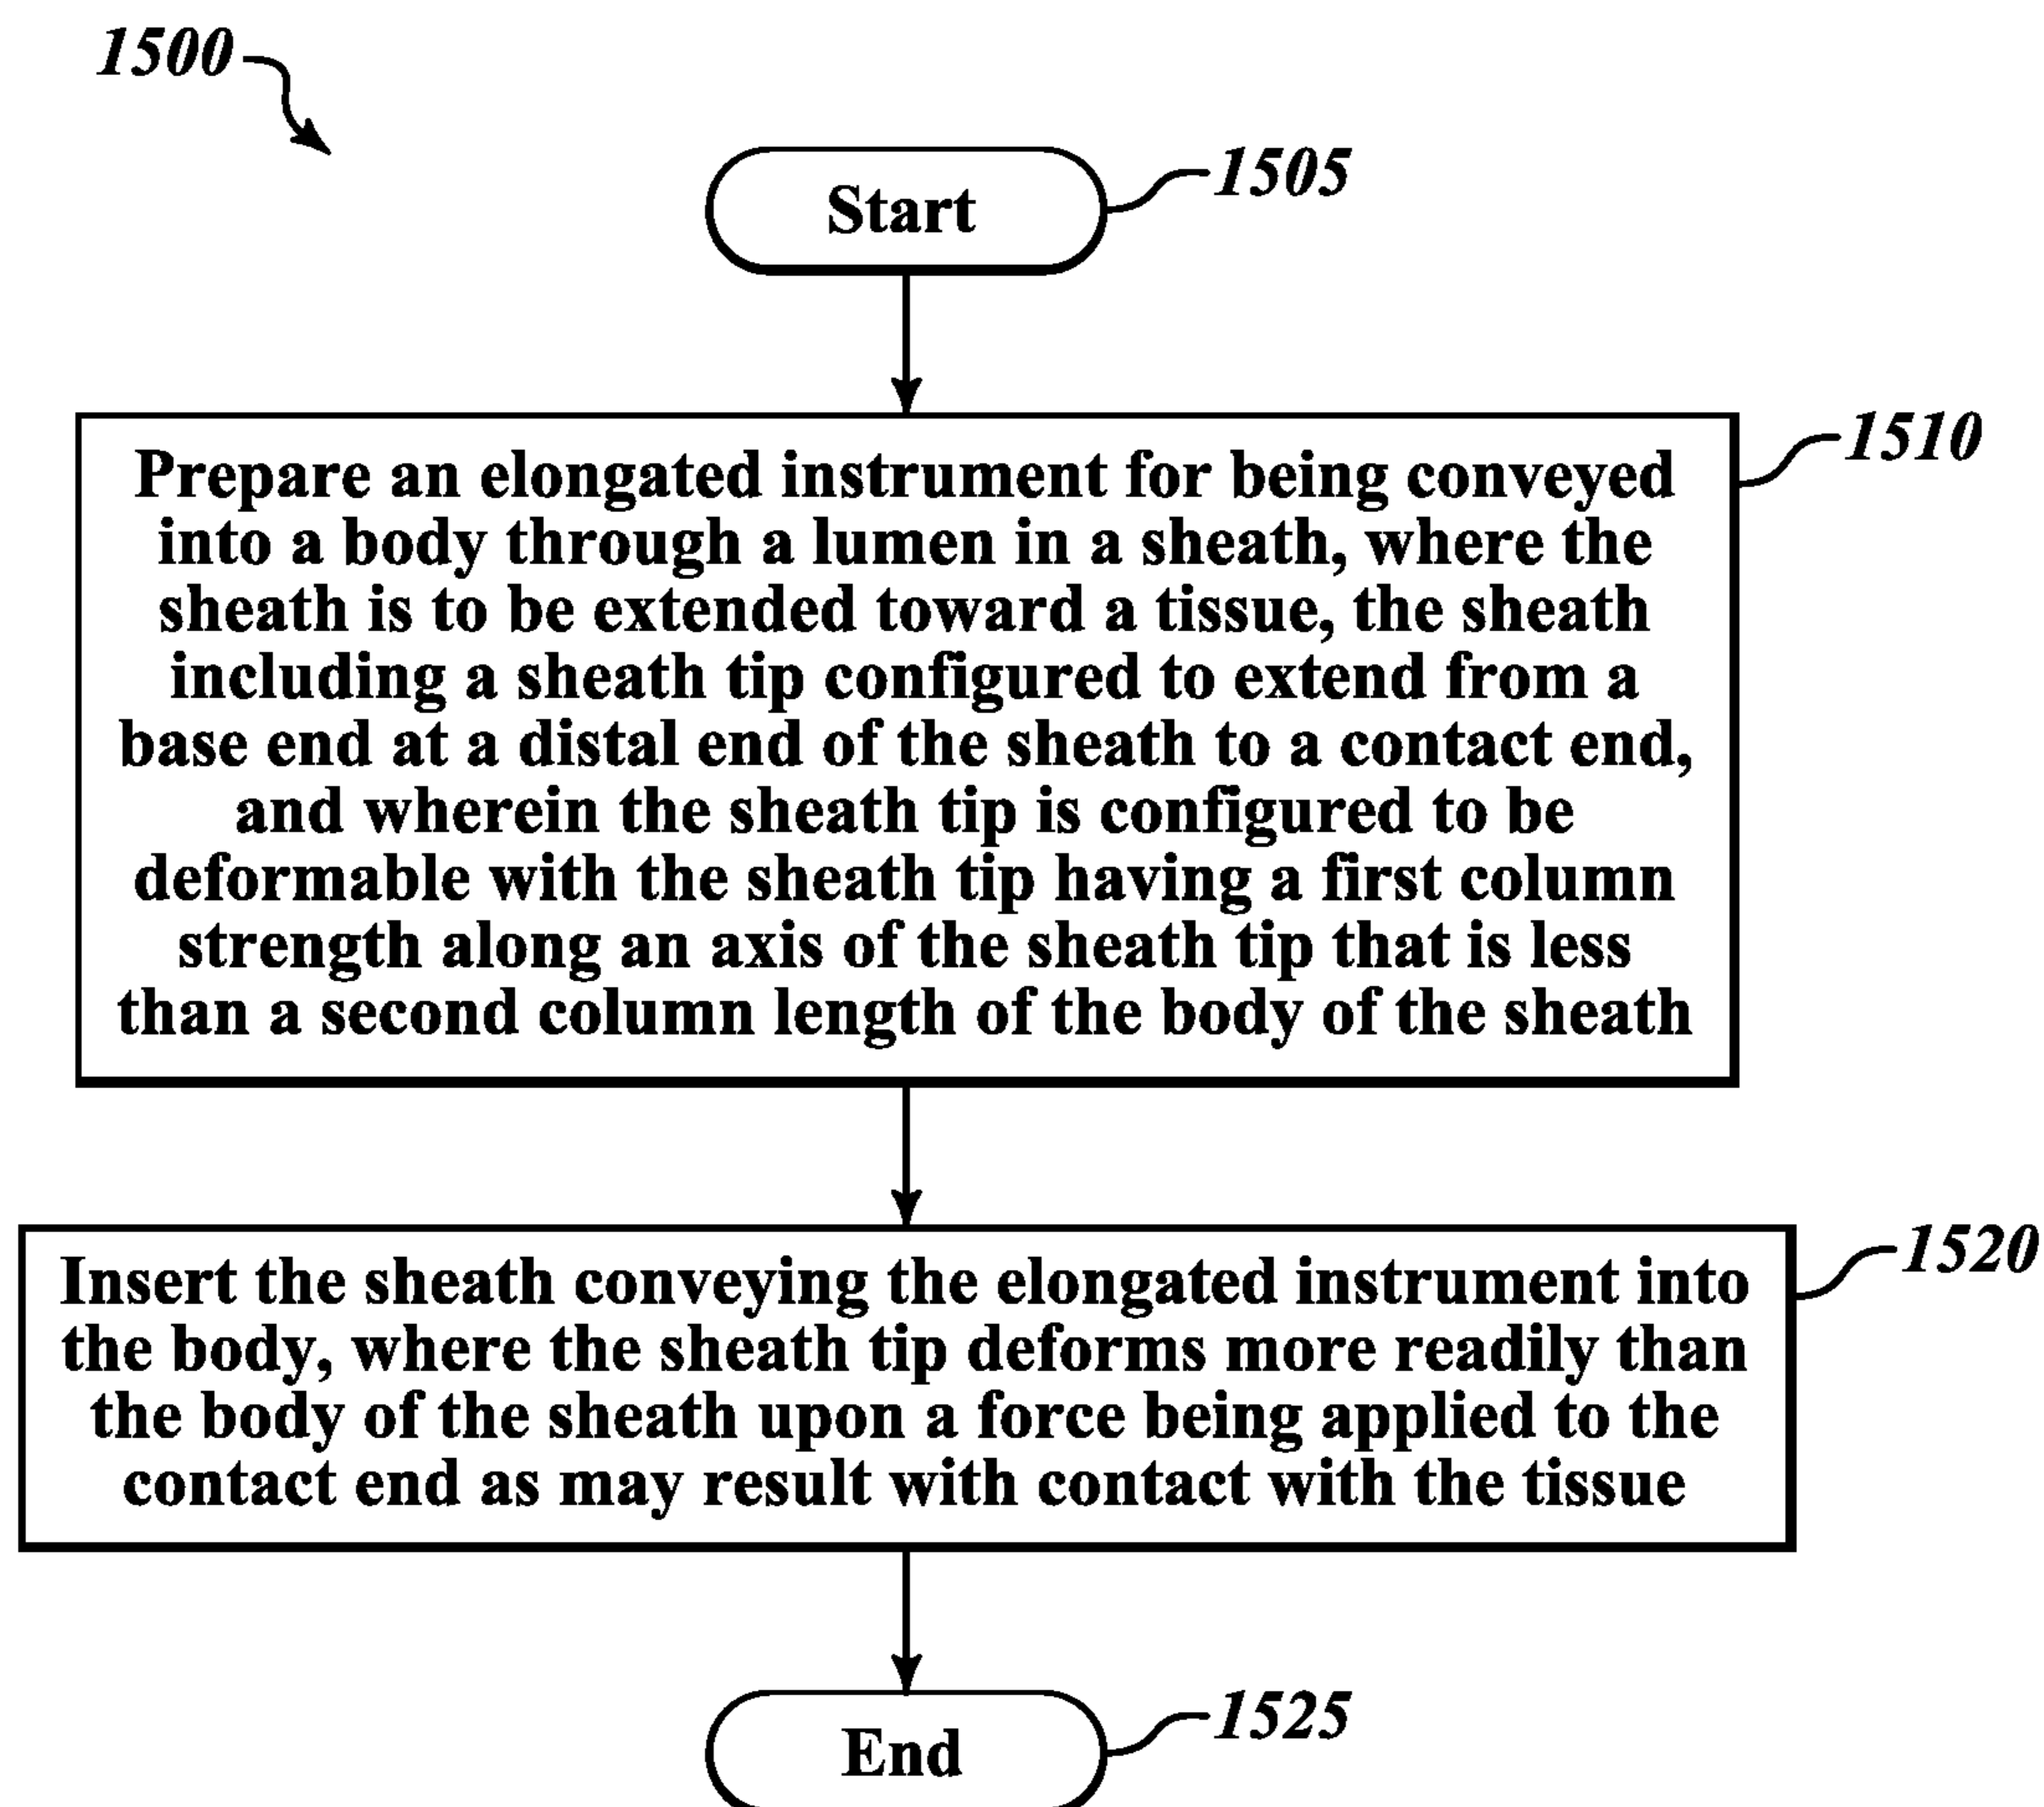 1500
Start
1505
Prepare an elongated instrument for being conveyed
1510
into a body through a lumen in a sheath, where the
sheath is to be extended toward a tissue, the sheath
including a sheath tip configured to extend from a
base end at a distal end of the sheath to a contact end,
and wherein the sheath tip is configured to be
deformable with the sheath tip having a first column
strength along an axis of the sheath tip that is less
than a second column length of the body of the sheath
Insert the sheath conveying the elongated instrument into
1520
the body, where the sheath tip deforms more readily than
the body of the sheath upon a force being applied to the
contact end as may result with contact with the tissue
End
1525